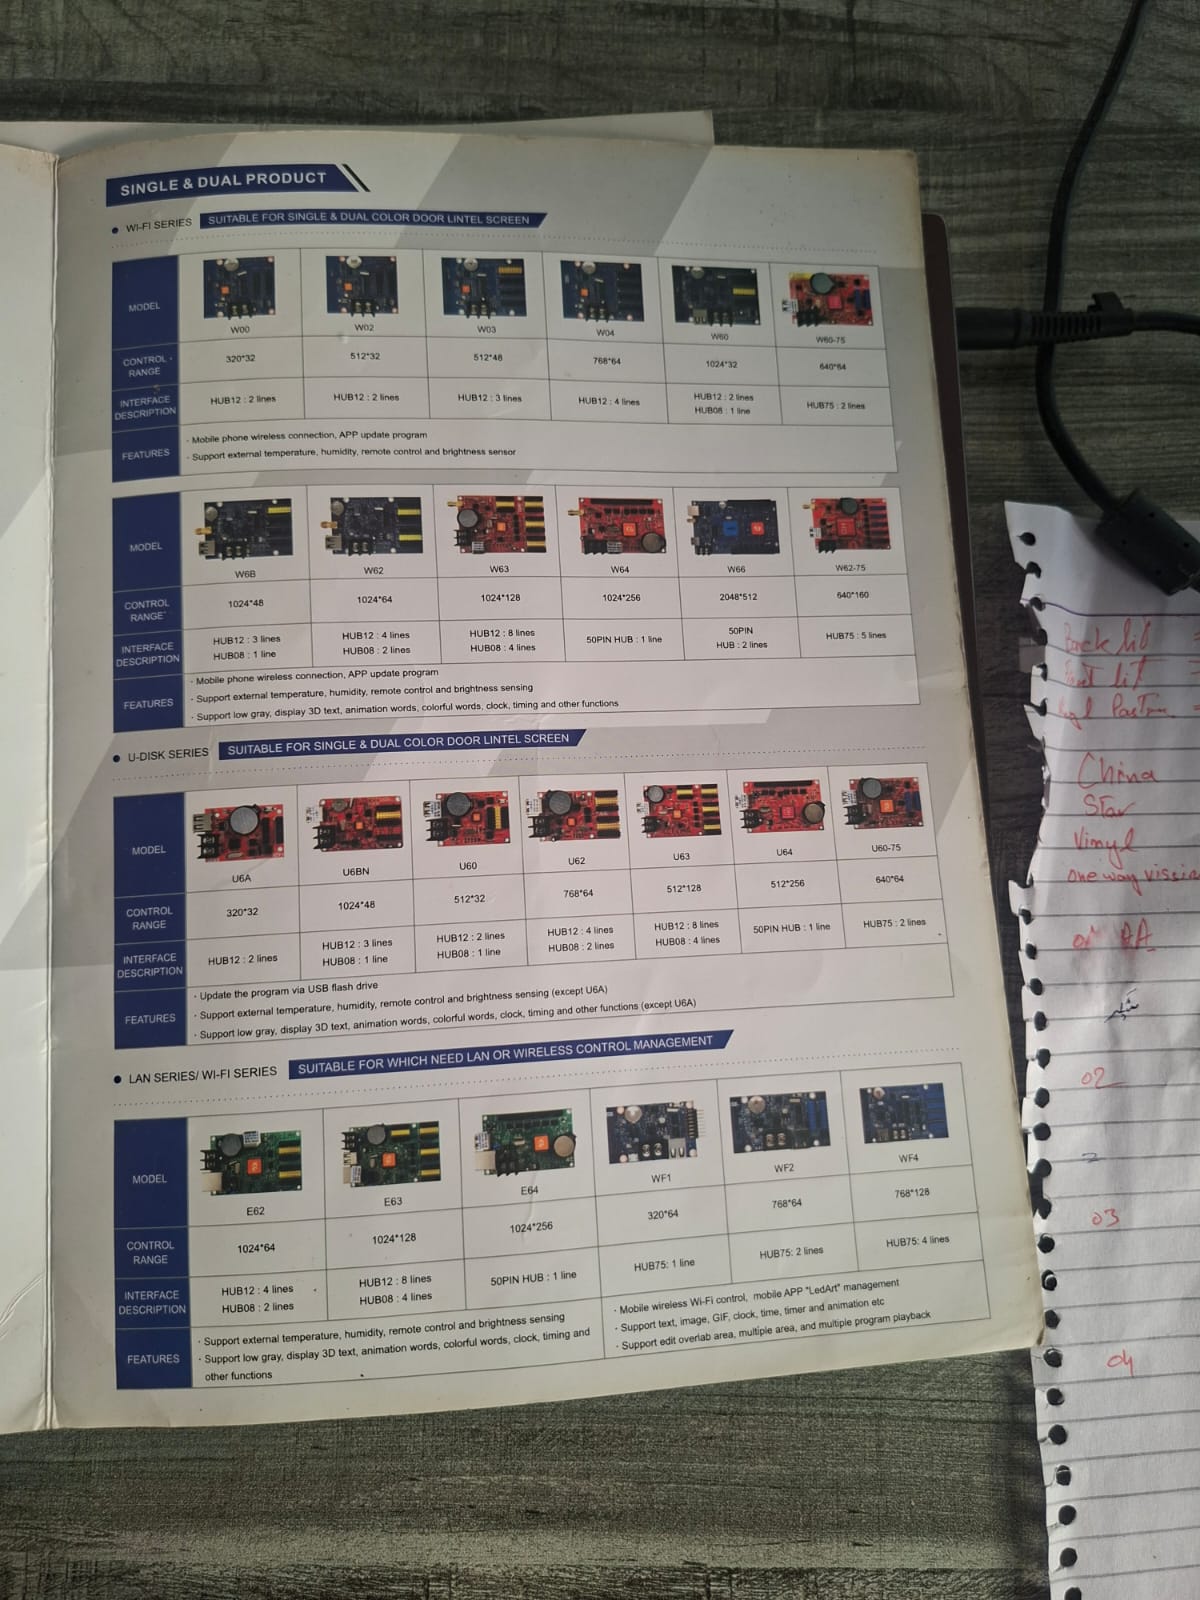 SINGLE & DUAL PRODUCT
• WI-FI SERIES SUITABLE FOR SINGLE & DUAL COLOR DOOR LINTEL SCREEN
MODEL W00 W02 W03 W04 W60 W60-75
CONTROL RANGE 320*32 512*32 512*48 768*64 1024*32 640*64
INTERFACE DESCRIPTION HUB12 : 2 lines HUB12 : 2 lines HUB12 : 3 lines HUB12 : 4 lines HUB12 : 2 lines HUB08 : 1 line HUB75 : 2 lines
FEATURES
· Mobile phone wireless connection, APP update program
· Support external temperature, humidity, remote control and brightness sensor
MODEL W6B W62 W63 W64 W66 W62-75
CONTROL RANGE 1024*48 1024*64 1024*128 1024*256 2048*512 640*160
INTERFACE DESCRIPTION HUB12 : 3 lines HUB08 : 1 line HUB12 : 4 lines HUB08 : 2 lines HUB12 : 8 lines HUB08 : 4 lines 50PIN HUB : 1 line 50PIN HUB : 2 lines HUB75 : 5 lines
FEATURES
· Mobile phone wireless connection, APP update program
· Support external temperature, humidity, remote control and brightness sensing
· Support low gray, display 3D text, animation words, colorful words, clock, timing and other functions
• U-DISK SERIES SUITABLE FOR SINGLE & DUAL COLOR DOOR LINTEL SCREEN
MODEL U6A U6BN U60 U62 U63 U64 U60-75
CONTROL RANGE 320*32 1024*48 512*32 768*64 512*128 512*256 640*64
INTERFACE DESCRIPTION HUB12 : 2 lines HUB12 : 3 lines HUB08 : 1 line HUB12 : 2 lines HUB08 : 1 line HUB12 : 4 lines HUB08 : 2 lines HUB12 : 8 lines HUB08 : 4 lines 50PIN HUB : 1 line HUB75 : 2 lines
FEATURES
· Update the program via USB flash drive
· Support external temperature, humidity, remote control and brightness sensing (except U6A)
· Support low gray, display 3D text, animation words, colorful words, clock, timing and other functions (except U6A)
• LAN SERIES/ WI-FI SERIES SUITABLE FOR WHICH NEED LAN OR WIRELESS CONTROL MANAGEMENT
MODEL E62 E63 E64 WF1 WF2 WF4
CONTROL RANGE 1024*64 1024*128 1024*256 320*64 768*64 768*128
INTERFACE DESCRIPTION HUB12 : 4 lines HUB08 : 2 lines HUB12 : 8 lines HUB08 : 4 lines 50PIN HUB : 1 line HUB75: 1 line HUB75: 2 lines HUB75: 4 lines
FEATURES
· Support external temperature, humidity, remote control and brightness sensing
· Support low gray, display 3D text, animation words, colorful words, clock, timing and
other functions
· Mobile wireless Wi-Fi control, mobile APP "LedArt" management
· Support text, image, GIF, clock, time, timer and animation etc
· Support edit overlab area, multiple area, and multiple program playback
Back lit
lit
China
Star
Vinyl
one way vissio
AA
02
2
03
04